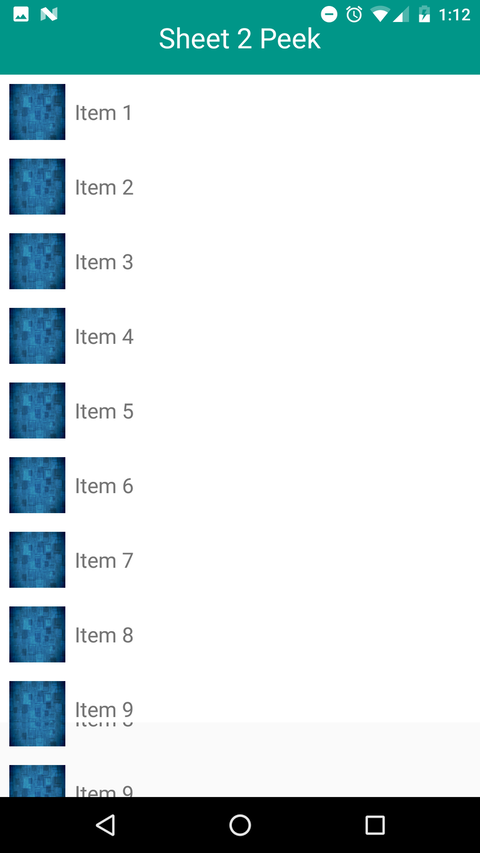 1:12
Sheet 2 Peek
Item 1
Item 2
Item 3
Item 4
Item 5
Item 6
Item 7
Item 8
Item 9
Item 9